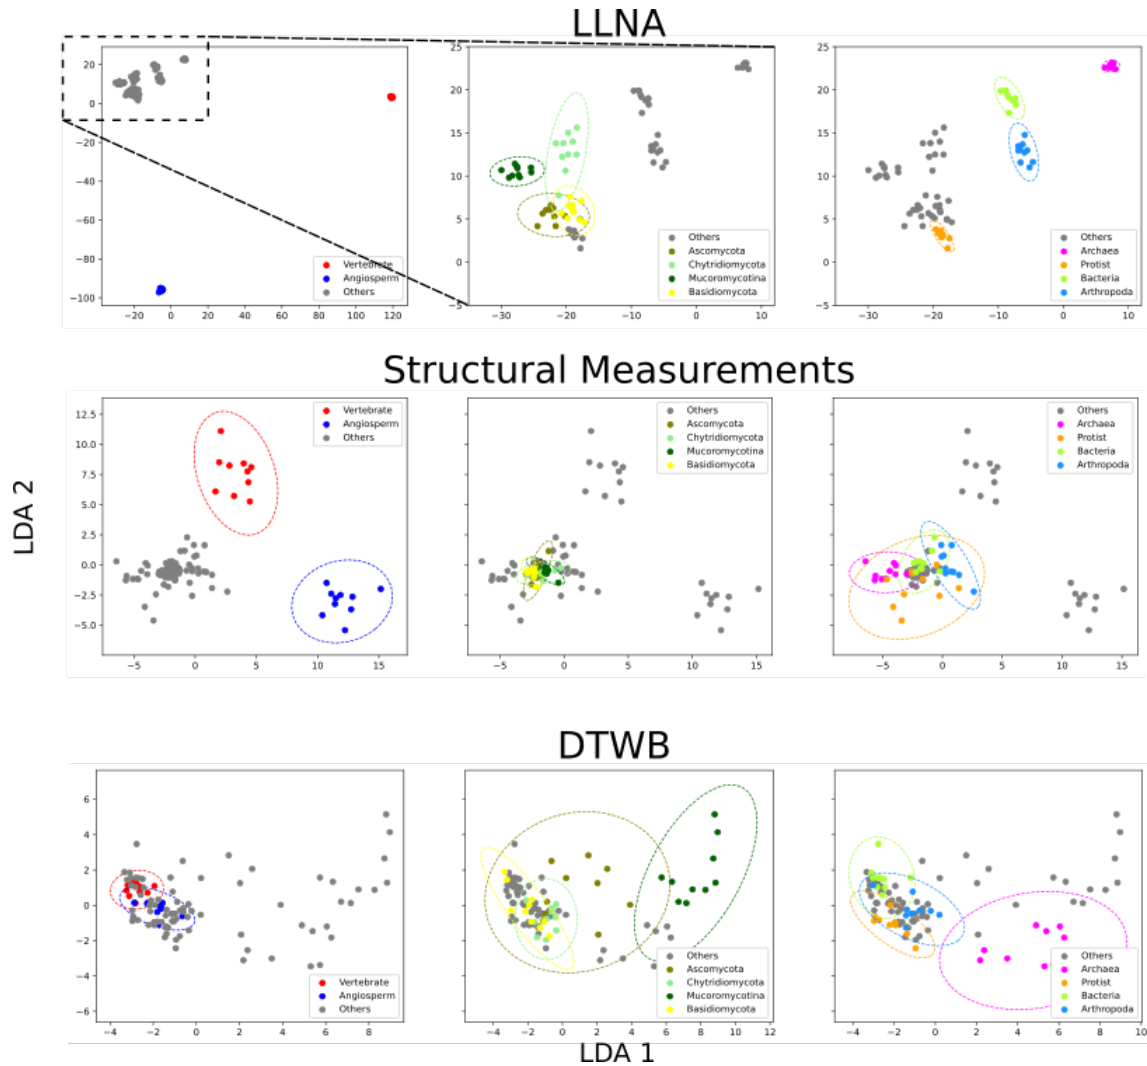 LLNA
20
0
−20
−40
−60
−80
−100
−20 0 20 40 60 80 100 120
Vertebrate
Angiosperm
Others
25
20
15
10
5
0
−5
−30 −20 −10 0 10
Others
Ascomycota
Chytridiomycota
Mucoromycotina
Basidiomycota
25
20
15
10
5
0
−5
−30 −20 −10 0 10
Others
Archaea
Protist
Bacteria
Arthropoda
Structural Measurements
LDA 2
12.5
10.0
7.5
5.0
2.5
0.0
−2.5
−5.0
−5 0 5 10 15
Vertebrate
Angiosperm
Others
−5 0 5 10 15
Others
Ascomycota
Chytridiomycota
Mucoromycotina
Basidiomycota
−5 0 5 10 15
Others
Archaea
Protist
Bacteria
Arthropoda
DTWB
6
4
2
0
−2
−4
−6
−4 −2 0 2 4 6 8
Vertebrate
Angiosperm
Others
−4 −2 0 2 4 6 8 10 12
Others
Ascomycota
Chytridiomycota
Mucoromycotina
Basidiomycota
6
4
2
0
−2
−4
−6
−4 −2 0 2 4 6 8 10
Others
Archaea
Protist
Bacteria
Arthropoda
LDA 1